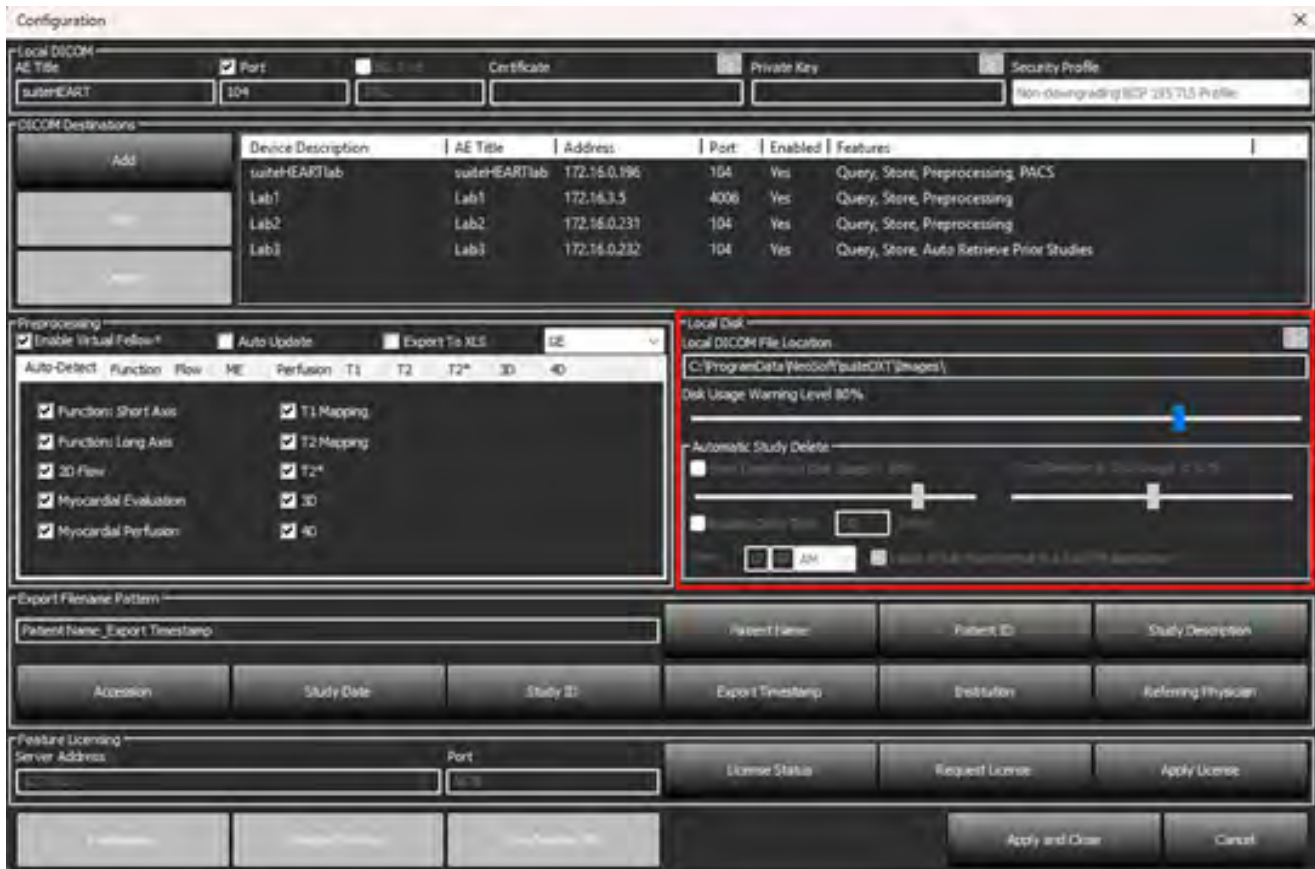 Configuration
Local DICOM
AE Title Port Certificate Private Key Security Profile
suiteHEART 104 Non-downgrading BCP 195 TLS Profile
DICOM Destinations
Add
Device Description AE Title Address Port Enabled Features
suiteHEARTlab suiteHEARTlab 172.16.0.196 104 Yes Query, Store, Preprocessing, PACS
Lab1 Lab1 172.16.3.5 4006 Yes Query, Store, Preprocessing
Lab2 Lab2 172.16.0.231 104 Yes Query, Store, Preprocessing
Lab3 Lab3 172.16.0.232 104 Yes Query, Store, Auto Retrieve Prior Studies
Preprocessing
Enable Virtual Fellow® Auto Update Export To XLS GE
Auto-Detect Function Flow ME Perfusion T1 T2 T2* 3D 4D
Function: Short Axis T1 Mapping
Function: Long Axis T2 Mapping
2D Flow T2*
Myocardial Evaluation 3D
Myocardial Perfusion 4D
Local Disk
Local DICOM File Location
C:\ProgramData\NeoSoft\suiteDXT\Images\
Disk Usage Warning Level 80%
Automatic Study Delete
AM
Export Filename Pattern
Patient Name_Export Timestamp
Patient Name Patient ID Study Description
Accession Study Date Study ID Export Timestamp Institution Referring Physician
Feature Licensing
Server Address Port
License Status Request License Apply License
Apply and Close Cancel